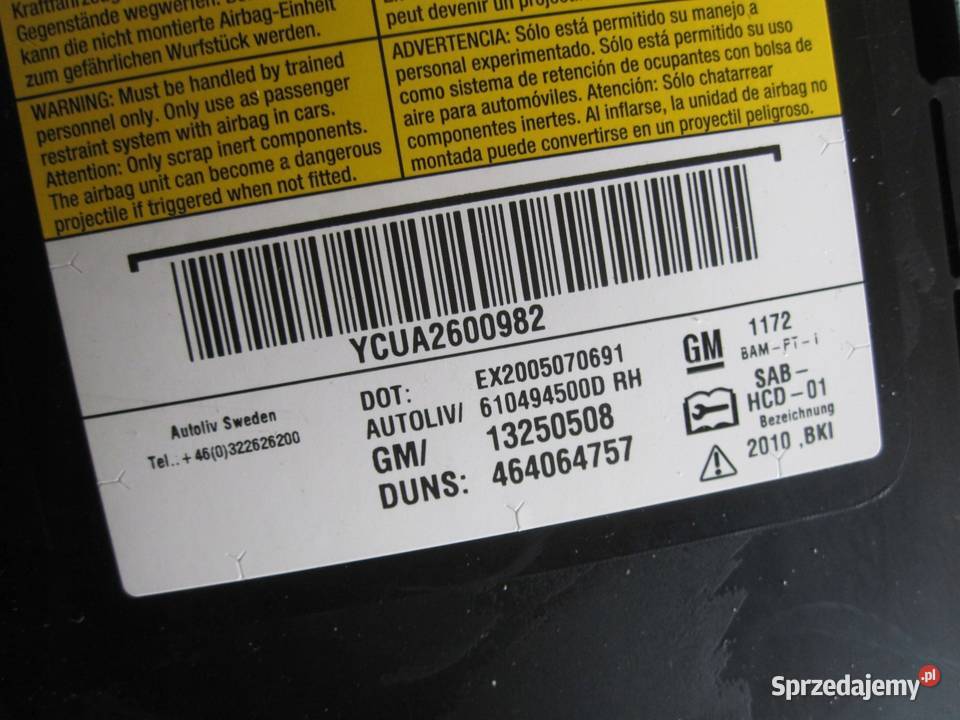 Gegenstände wegwerfen.
kann die nicht montierte Airbag-Einheit
zum gefährlichen Wurfstück werden.
peut devenir un
WARNING: Must be handled by trained
personnel only. Only use as passenger
restraint system with airbag in cars.
Attention: Only scrap inert components.
The airbag unit can become a dangerous
projectile if triggered when not fitted.
ADVERTENCIA: Sólo está permitido su manejo a
personal experimentado. Sólo está permitido su uso
como sistema de retención de ocupantes con bolsa de
aire para automóviles. Atención: Sólo chatarrear
componentes inertes. Al inflarse, la unidad de airbag no
montada puede convertirse en un proyectil peligroso.
YCUA2600982
Autoliv Sweden
Tel..: +46(0)322626200
DOT: EX2005070691
AUTOLIV/ 610494500D RH
GM/ 13250508
DUNS: 464064757
GM
1172
BAM-PT-i
SAB-
HCD-01
Bezeichnung
2010 ,BKI
Sprzedajemy.pl